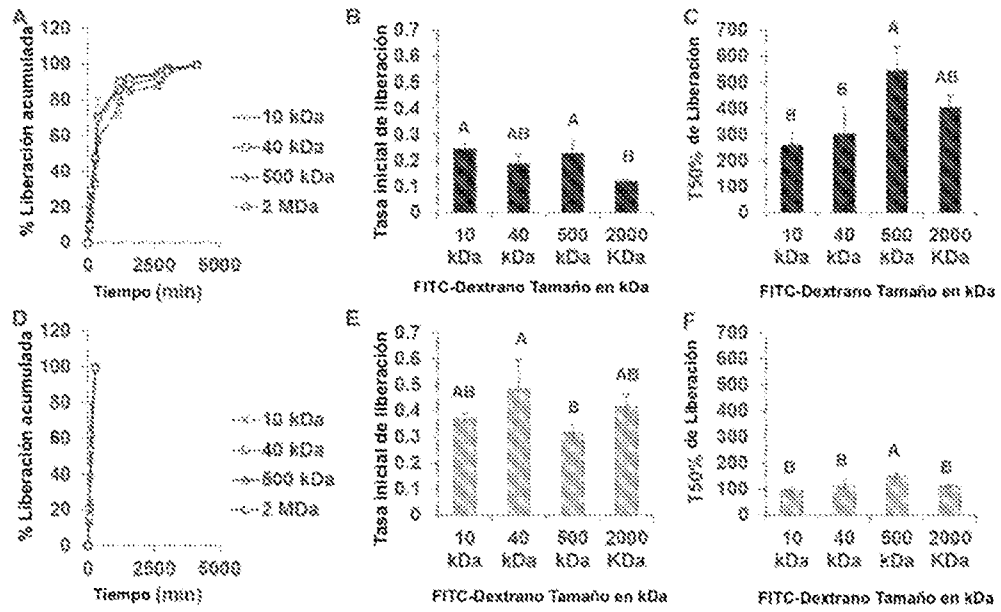 A
% Liberación acumulada
120
100
80
60
40
20
0
0
2500
5000
Tiempo (min)
10 kDa
40 kDa
500 kDa
2 MDa
B
Tasa inicial de liberación
0.7
0.6
0.5
0.4
0.3
0.2
0.1
0
A
AB
A
B
10 kDa
40 kDa
500 kDa
2000 KDa
FITC-Dextrano Tamaño en kDa
C
T50% de Liberación
700
600
500
400
300
200
100
0
B
B
A
AB
10 kDa
40 kDa
500 kDa
2000 KDa
FITC-Dextrano Tamaño en kDa
D
% Liberación acumulada
120
100
80
60
40
20
0
0
2500
5000
Tiempo (min)
10 kDa
40 kDa
500 kDa
2 MDa
E
Tasa inicial de liberación
0.7
0.6
0.5
0.4
0.3
0.2
0.1
0
AB
A
B
AB
10 kDa
40 kDa
500 kDa
2000 KDa
FITC-Dextrano Tamaño en kDa
F
T50% de Liberación
700
600
500
400
300
200
100
0
B
B
A
B
10 kDa
40 kDa
500 kDa
2000 KDa
FITC-Dextrano Tamaño en kDa